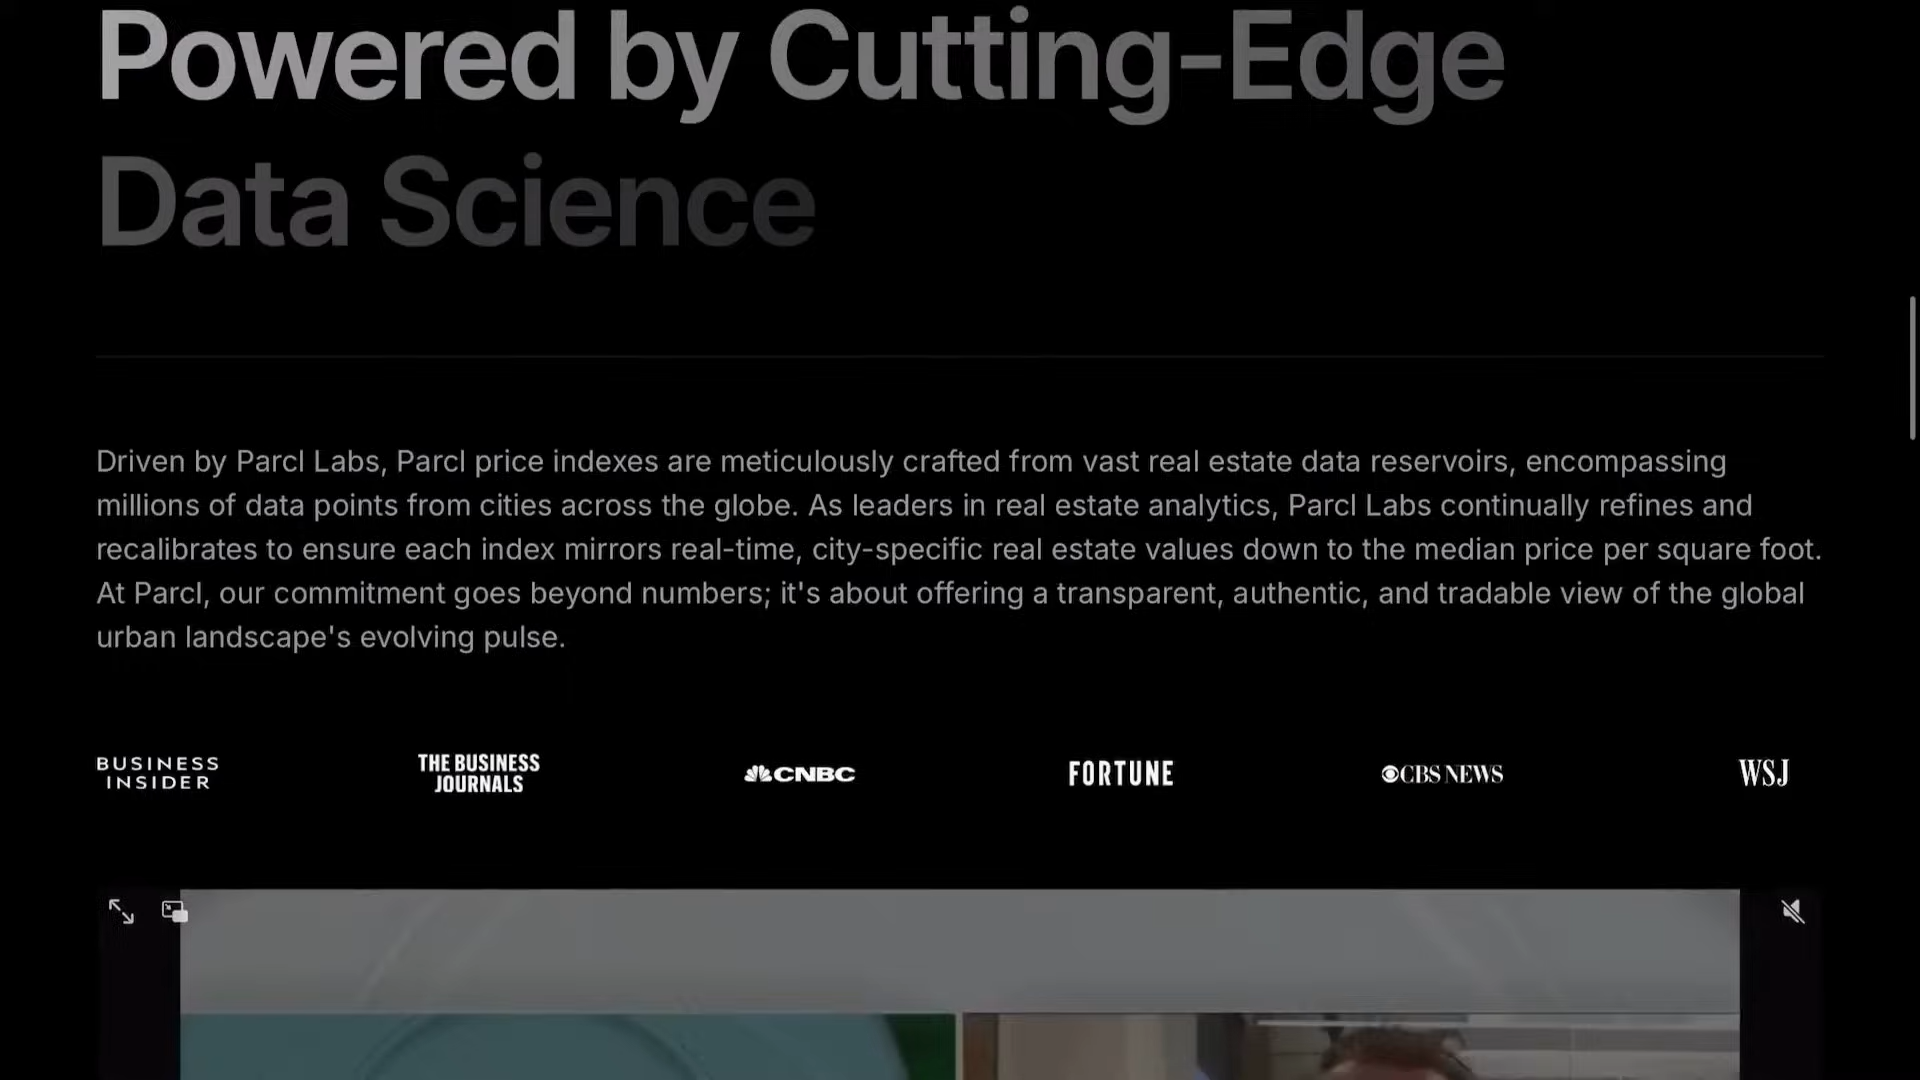 Powered by Cutting-Edge
Data Science
Driven by Parcl Labs, Parcl price indexes are meticulously crafted from vast real estate data reservoirs, encompassing
millions of data points from cities across the globe. As leaders in real estate analytics, Parcl Labs continually refines and
recalibrates to ensure each index mirrors real-time, city-specific real estate values down to the median price per square foot.
At Parcl, our commitment goes beyond numbers; it's about offering a transparent, authentic, and tradable view of the global
urban landscape's evolving pulse.
BUSINESS
INSIDER
THE BUSINESS
JOURNALS
CNBC
FORTUNE
CBS NEWS
WSJ